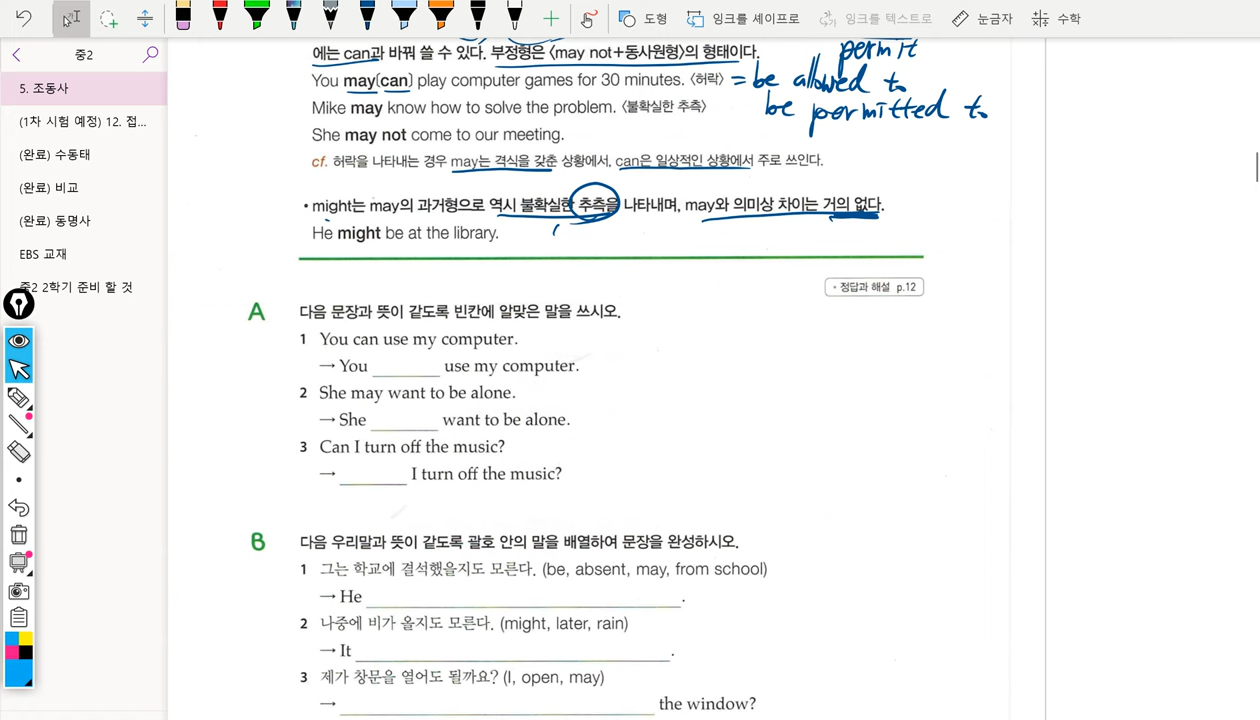 도형
잉크를 셰이프로
잉크를 텍스트로
눈금자
수학
중2
5. 조동사
(1차 시험 예정) 12. 접...
(완료) 수동태
(완료) 비교
(완료) 동명사
EBS 교재
중2 2학기 준비 할 것
permit
에는 can과 바꿔 쓸 수 있다. 부정형은 〈may not+동사원형〉의 형태이다.
You may[can] play computer games for 30 minutes. 〈허락〉 = be allowed to
Mike may know how to solve the problem. 〈불확실한 추측〉 be permitted to
She may not come to our meeting.
cf. 허락을 나타내는 경우 may는 격식을 갖춘 상황에서, can은 일상적인 상황에서 주로 쓰인다.
• might는 may의 과거형으로 역시 불확실한 추측을 나타내며, may와 의미상 차이는 거의 없다.
He might be at the library.
• 정답과 해설 p.12
A 다음 문장과 뜻이 같도록 빈칸에 알맞은 말을 쓰시오.
1 You can use my computer.
→ You ________ use my computer.
2 She may want to be alone.
→ She ________ want to be alone.
3 Can I turn off the music?
→ ________ I turn off the music?
B 다음 우리말과 뜻이 같도록 괄호 안의 말을 배열하여 문장을 완성하시오.
1 그는 학교에 결석했을지도 모른다. (be, absent, may, from school)
→ He ________________________________.
2 나중에 비가 올지도 모른다. (might, later, rain)
→ It ________________________________.
3 제가 창문을 열어도 될까요? (I, open, may)
→ ________________________________ the window?